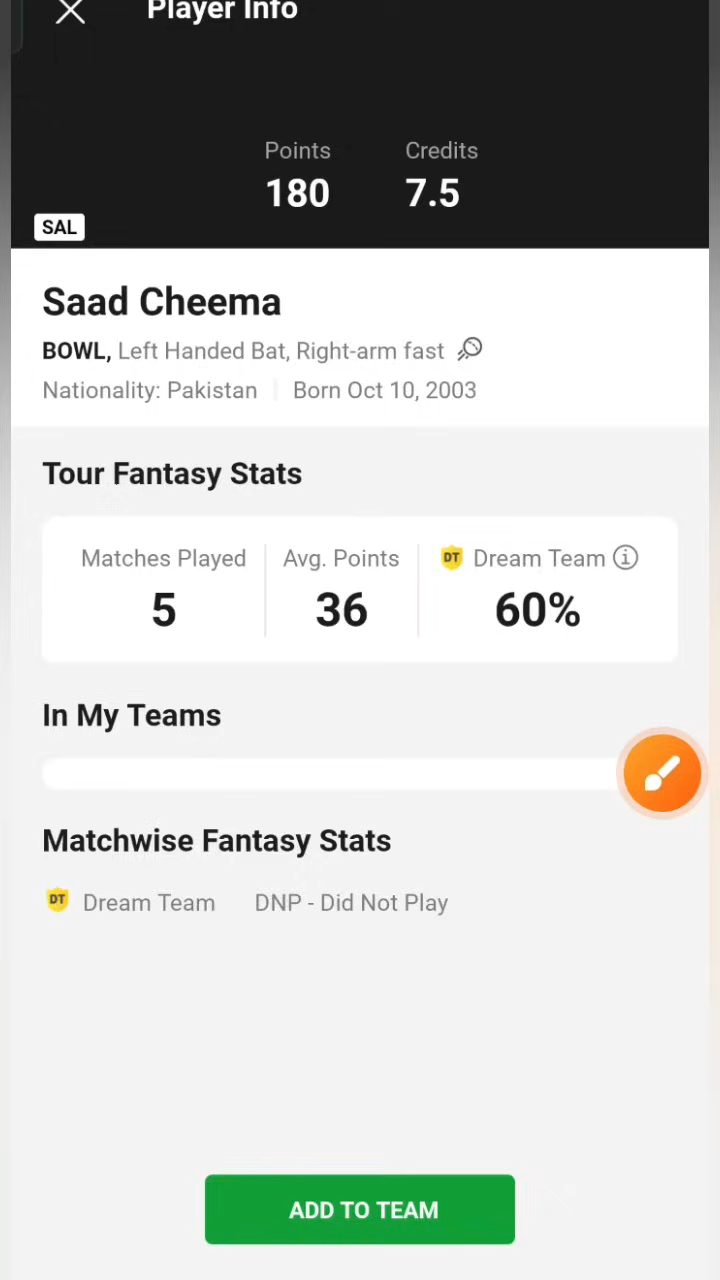 Player Info
Points Credits
180 7.5
SAL
Saad Cheema
BOWL, Left Handed Bat, Right-arm fast
Nationality: Pakistan Born Oct 10, 2003
Tour Fantasy Stats
Matches Played Avg. Points DT Dream Team i
5 36 60%
In My Teams
Matchwise Fantasy Stats
DT Dream Team DNP - Did Not Play
ADD TO TEAM